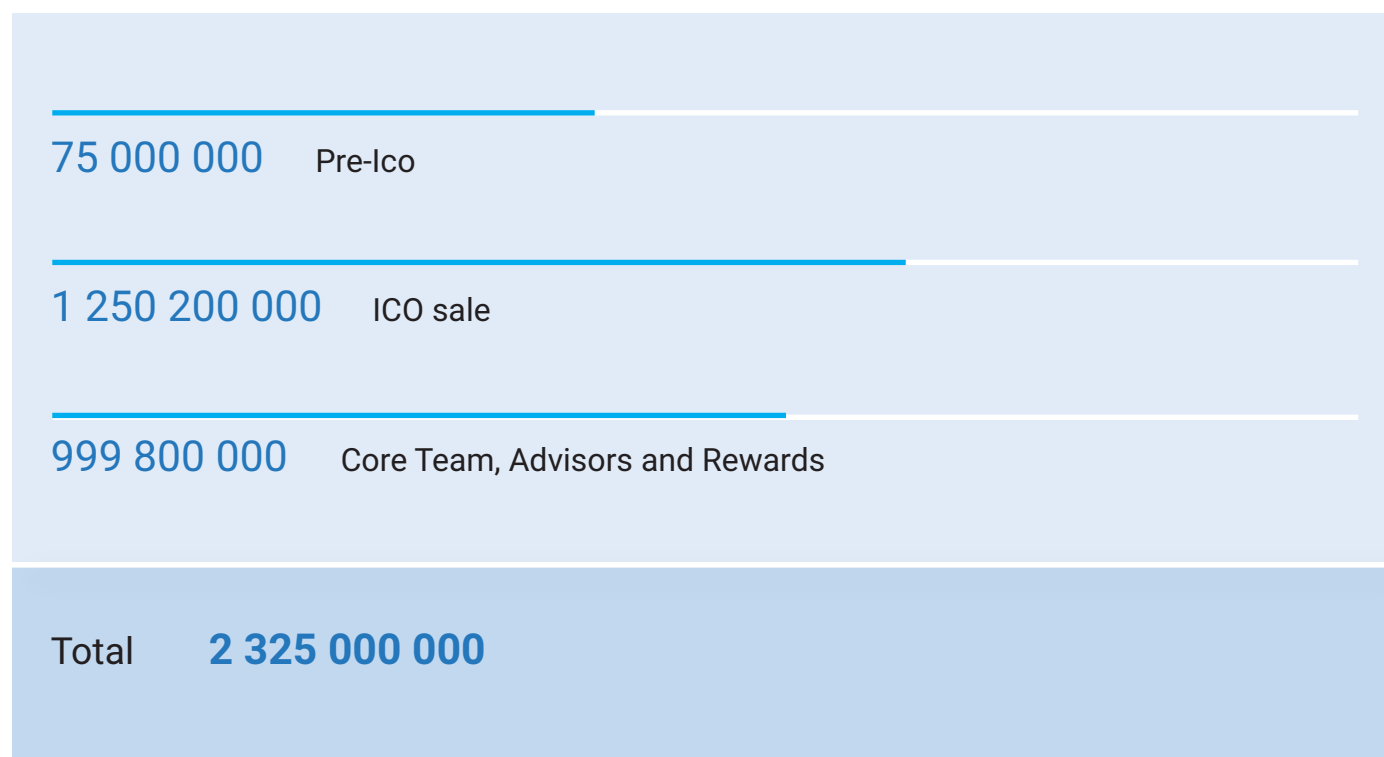 75 000 000 Pre-Ico
1 250 200 000 ICO sale
999 800 000 Core Team, Advisors and Rewards
Total 2 325 000 000